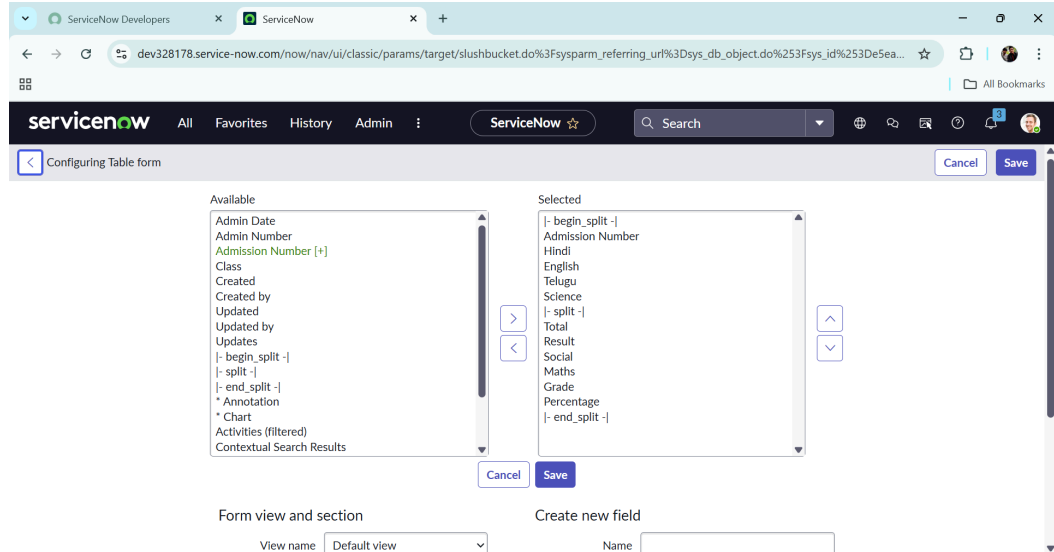 ServiceNow Developers
ServiceNow
dev328178.service-now.com/now/nav/ui/classic/params/target/slushbucket.do%3Fsysparm_referring_url%3Dsys_db_object.do%253Fsys_id%253De5ea...
All Bookmarks
servicenow All Favorites History Admin ServiceNow Search 3
Configuring Table form Cancel Save
Available
Admin Date
Admin Number
Admission Number [+]
Class
Created
Created by
Updated
Updated by
Updates
|- begin_split -|
|- split -|
|- end_split -|
* Annotation
* Chart
Activities (filtered)
Contextual Search Results
Selected
|- begin_split -|
Admission Number
Hindi
English
Telugu
Science
|- split -|
Total
Result
Social
Maths
Grade
Percentage
|- end_split -|
Cancel Save
Form view and section
View name Default view
Create new field
Name